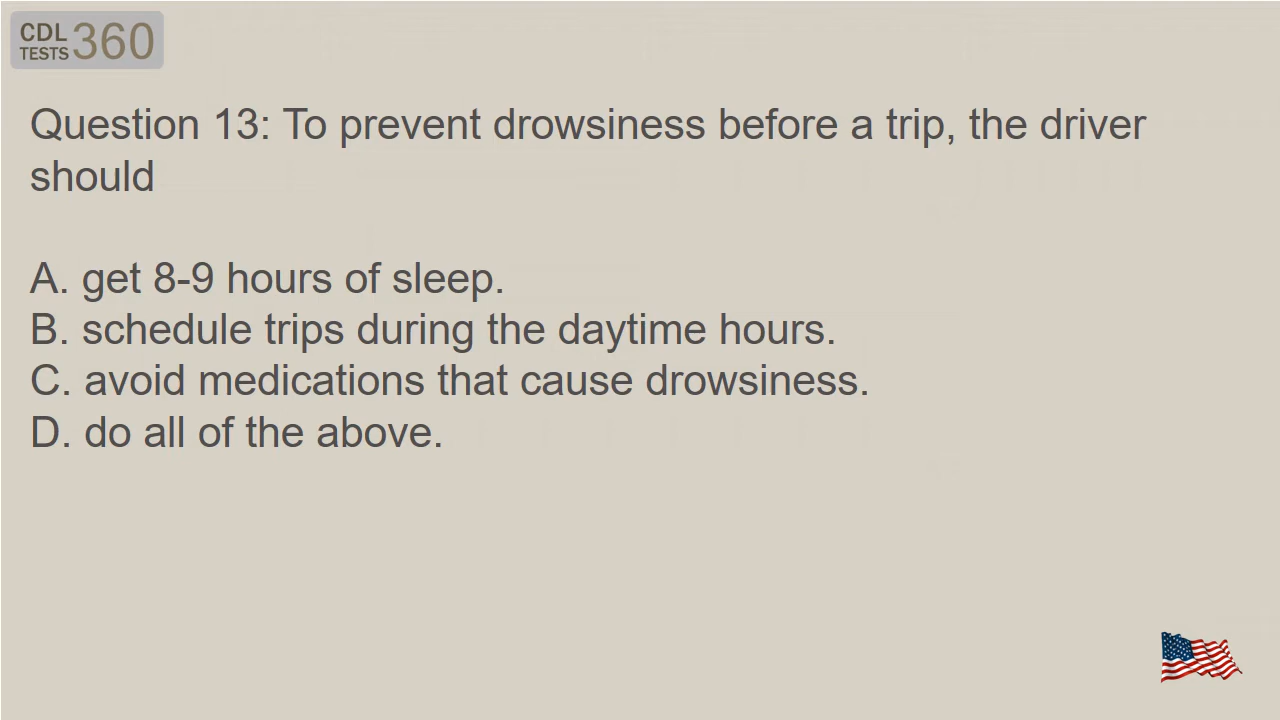 CDL
TESTS 360
Question 13: To prevent drowsiness before a trip, the driver
should
A. get 8-9 hours of sleep.
B. schedule trips during the daytime hours.
C. avoid medications that cause drowsiness.
D. do all of the above.